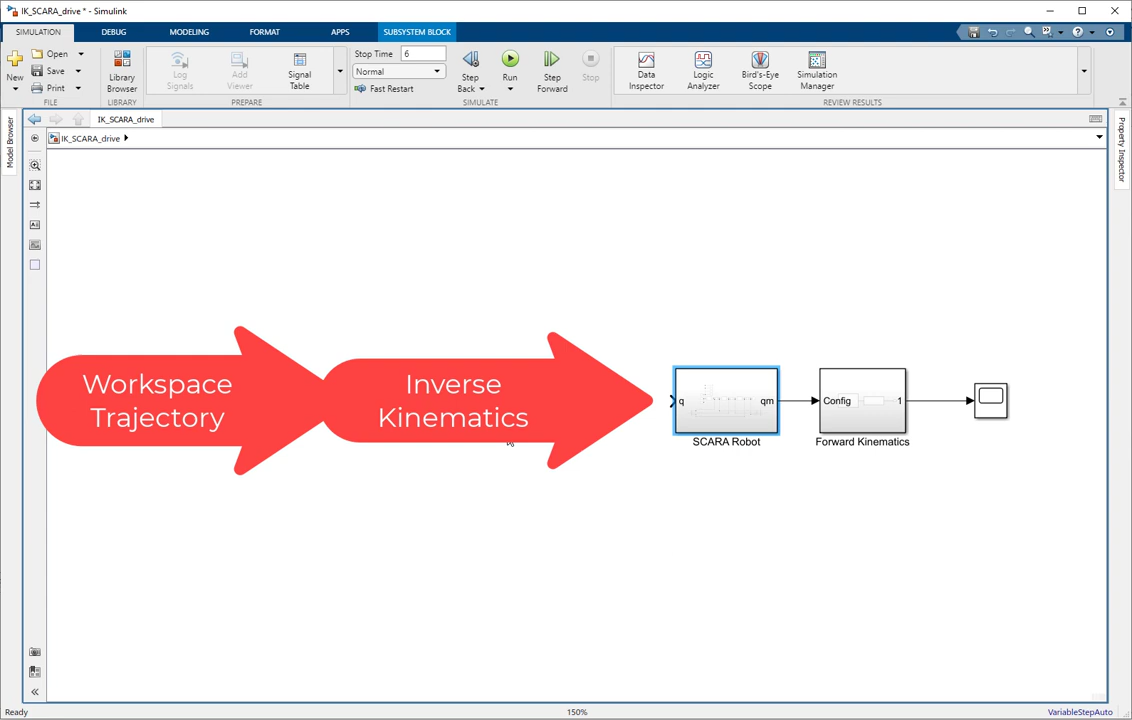 IK_SCARA_drive * - Simulink
SIMULATION DEBUG MODELING FORMAT APPS SUBSYSTEM BLOCK
New
Open
Save
Print
FILE
Library
Browser
LIBRARY
Log
Signals
Add
Viewer
Signal
Table
PREPARE
Stop Time 6
Normal
Fast Restart
Step
Back
Run
Step
Forward
Stop
SIMULATE
Data
Inspector
Logic
Analyzer
Bird's-Eye
Scope
Simulation
Manager
REVIEW RESULTS
Model Browser
IK_SCARA_drive
IK_SCARA_drive
Property Inspector
Workspace
Trajectory
Inverse
Kinematics
q qm
SCARA Robot
Config 1
Forward Kinematics
Ready 150% VariableStepAuto